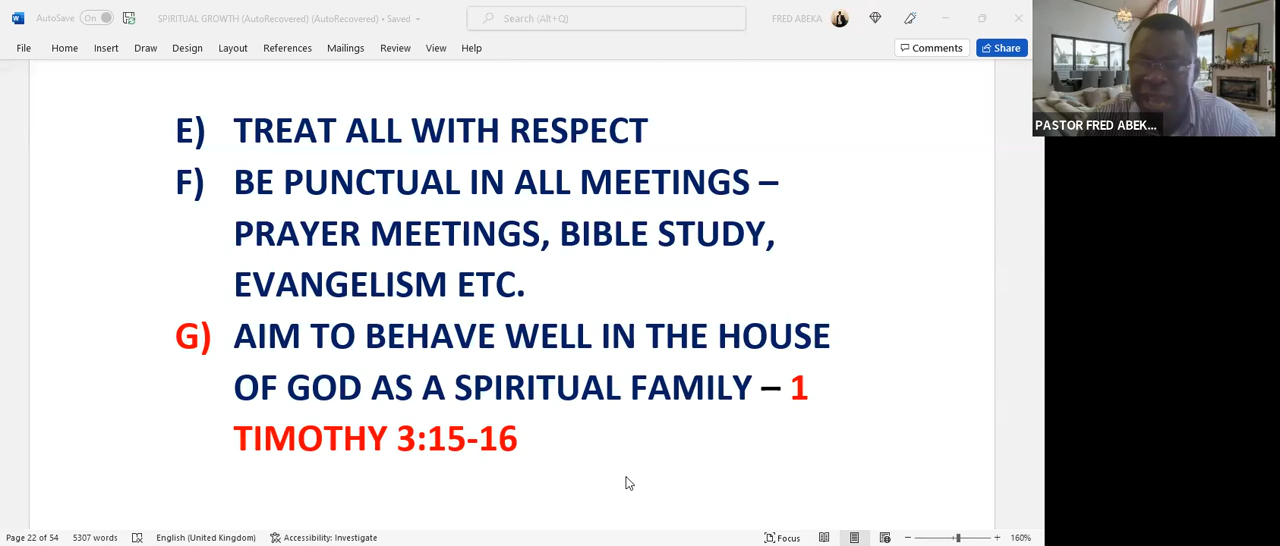 AutoSave On SPIRITUAL GROWTH (AutoRecovered) (AutoRecovered) • Saved Search (Alt+Q) FRED ABEKA
File Home Insert Draw Design Layout References Mailings Review View Help Comments Share
PASTOR FRED ABEK...
E) TREAT ALL WITH RESPECT
F) BE PUNCTUAL IN ALL MEETINGS –
PRAYER MEETINGS, BIBLE STUDY,
EVANGELISM ETC.
G) AIM TO BEHAVE WELL IN THE HOUSE
OF GOD AS A SPIRITUAL FAMILY – 1
TIMOTHY 3:15-16
Page 22 of 54 5307 words English (United Kingdom) Accessibility: Investigate Focus 160%